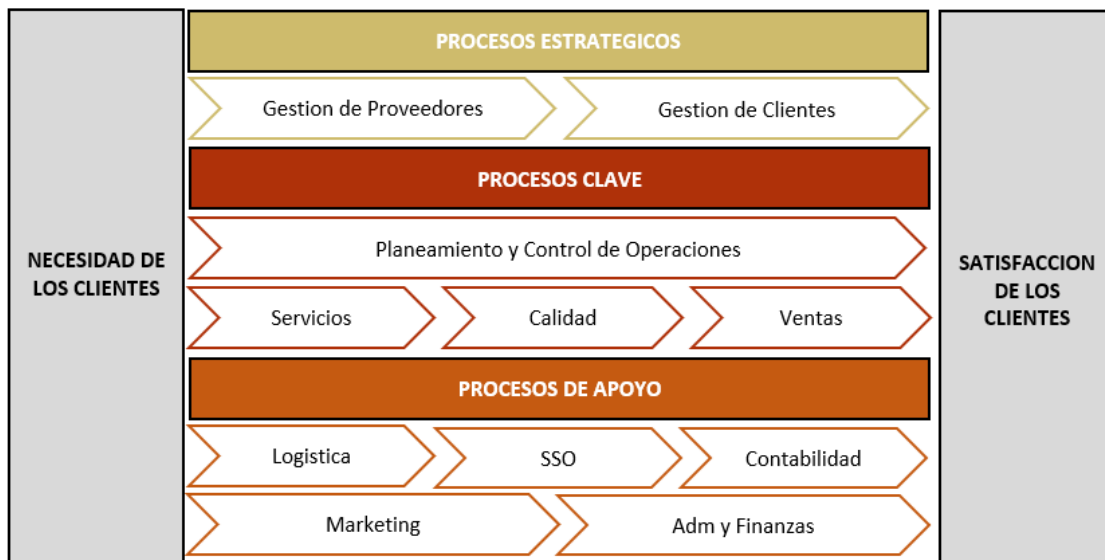 PROCESOS ESTRATEGICOS
Gestion de Proveedores
Gestion de Clientes
PROCESOS CLAVE
Planeamiento y Control de Operaciones
NECESIDAD DE
LOS CLIENTES
SATISFACCION
DE LOS
CLIENTES
Servicios
Calidad
Ventas
PROCESOS DE APOYO
Logistica
SSO
Contabilidad
Marketing
Adm y Finanzas